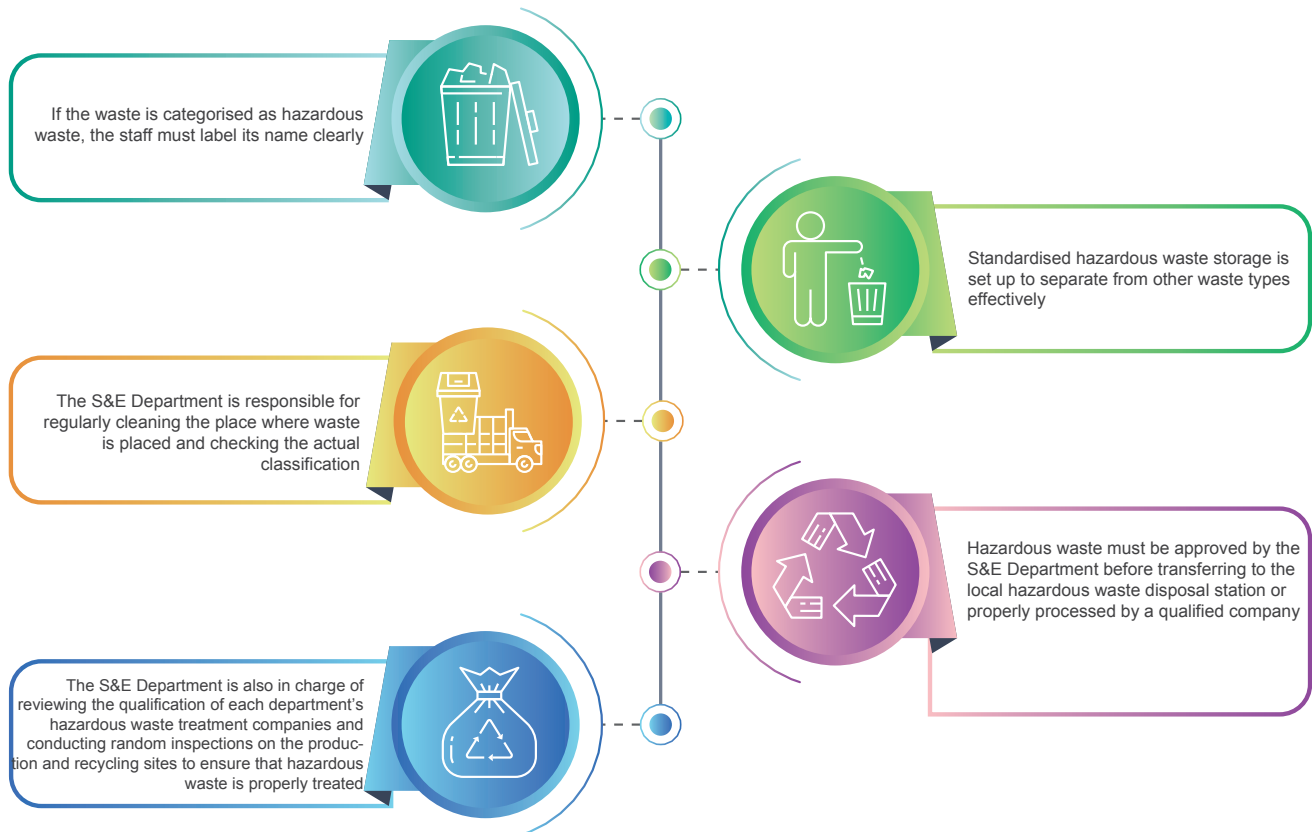 If the waste is categorised as hazardous
waste, the staff must label its name clearly
Standardised hazardous waste storage is
set up to separate from other waste types
effectively
The S&E Department is responsible for
regularly cleaning the place where waste
is placed and checking the actual
classification
Hazardous waste must be approved by the
S&E Department before transferring to the
local hazardous waste disposal station or
properly processed by a qualified company
The S&E Department is also in charge of
reviewing the qualification of each department’s
hazardous waste treatment companies and
conducting random inspections on the produc-
tion and recycling sites to ensure that hazardous
waste is properly treated